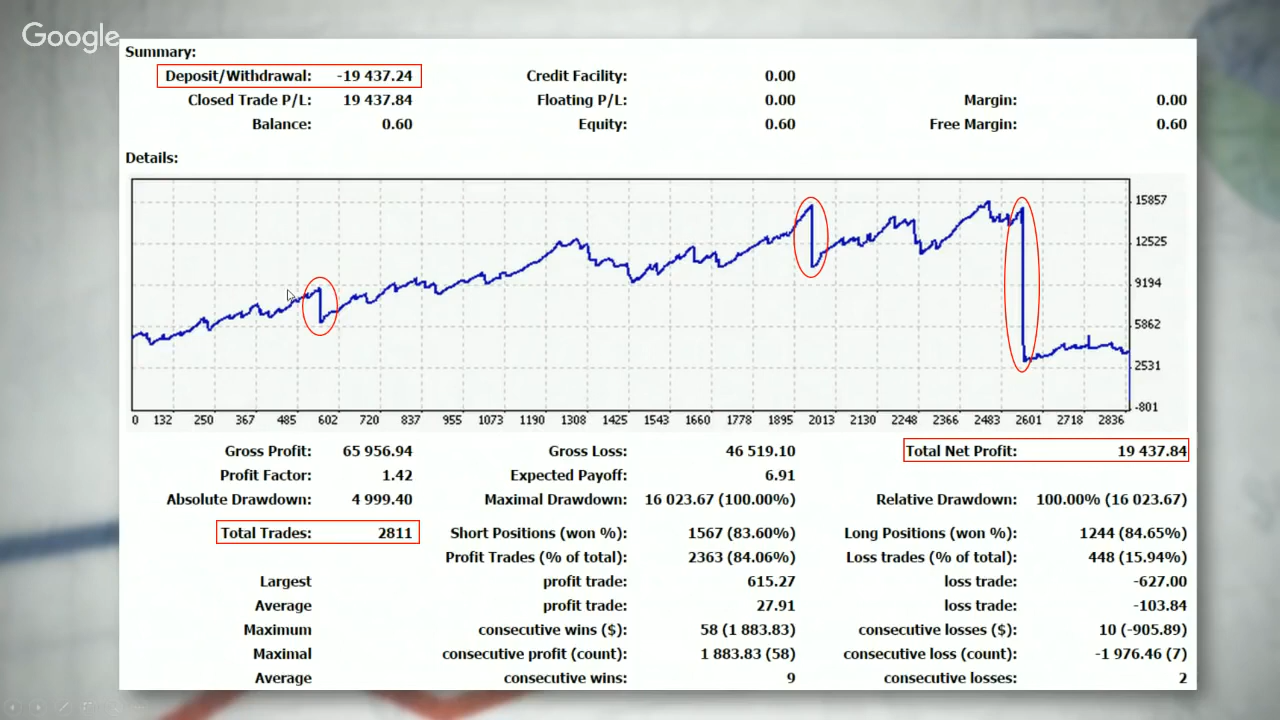 Google
Summary:
Deposit/Withdrawal: -19 437.24 Credit Facility: 0.00
Closed Trade P/L: 19 437.84 Floating P/L: 0.00 Margin: 0.00
Balance: 0.60 Equity: 0.60 Free Margin: 0.60
Details:
15857
12525
9194
5862
2531
-801
0 132 250 367 485 602 720 837 955 1073 1190 1308 1425 1543 1660 1778 1895 2013 2130 2248 2366 2483 2601 2718 2836
Gross Profit: 65 956.94 Gross Loss: 46 519.10 Total Net Profit: 19 437.84
Profit Factor: 1.42 Expected Payoff: 6.91
Absolute Drawdown: 4 999.40 Maximal Drawdown: 16 023.67 (100.00%) Relative Drawdown: 100.00% (16 023.67)
Total Trades: 2811 Short Positions (won %): 1567 (83.60%) Long Positions (won %): 1244 (84.65%)
Profit Trades (% of total): 2363 (84.06%) Loss trades (% of total): 448 (15.94%)
Largest profit trade: 615.27 loss trade: -627.00
Average profit trade: 27.91 loss trade: -103.84
Maximum consecutive wins ($): 58 (1 883.83) consecutive losses ($): 10 (-905.89)
Maximal consecutive profit (count): 1 883.83 (58) consecutive loss (count): -1 976.46 (7)
Average consecutive wins: 9 consecutive losses: 2